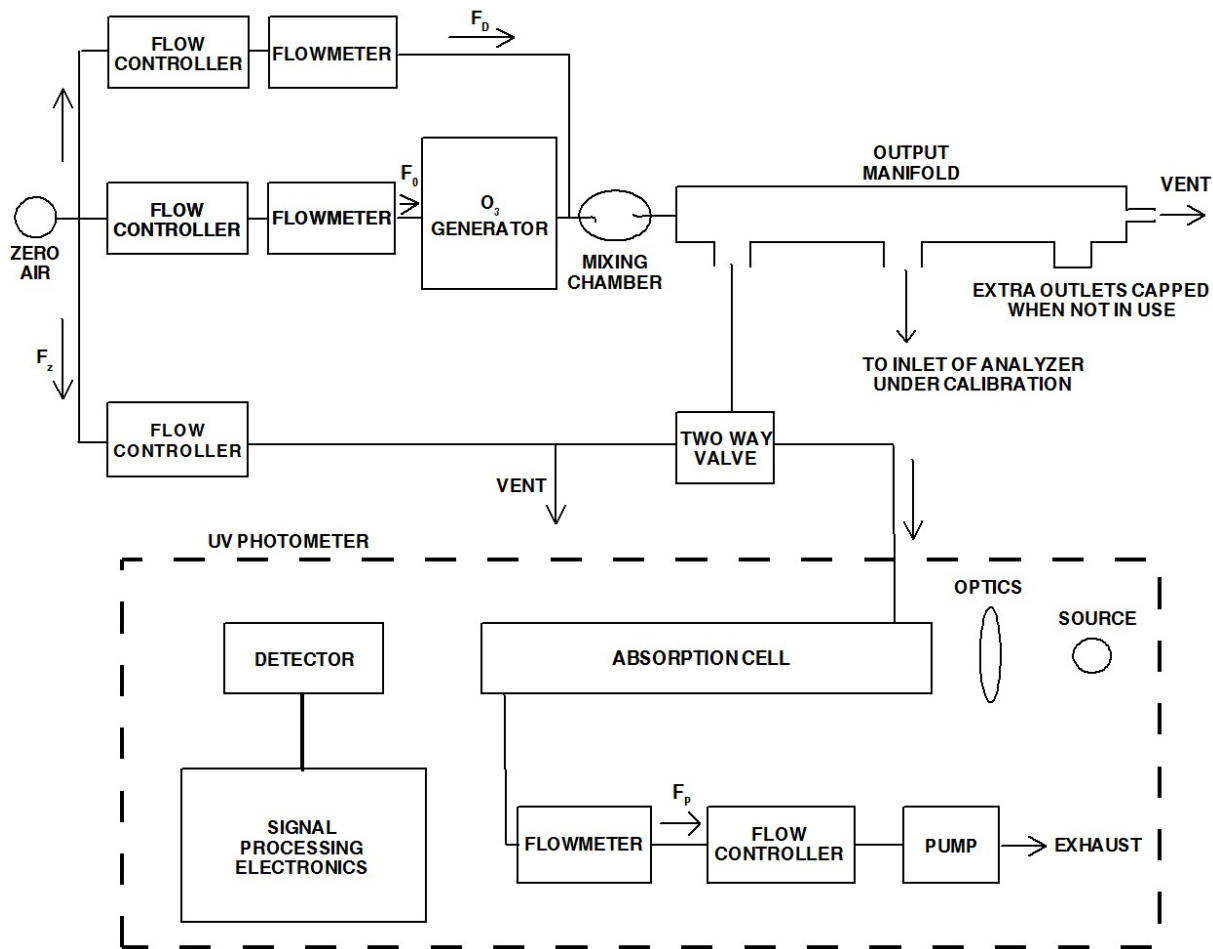 F_D
FLOW
CONTROLLER
FLOWMETER
FLOW
CONTROLLER
FLOWMETER
F_0
O_3
GENERATOR
ZERO
AIR
MIXING
CHAMBER
OUTPUT
MANIFOLD
VENT
EXTRA OUTLETS CAPPED
WHEN NOT IN USE
TO INLET OF ANALYZER
UNDER CALIBRATION
F_z
FLOW
CONTROLLER
VENT
TWO WAY
VALVE
UV PHOTOMETER
DETECTOR
ABSORPTION CELL
OPTICS
SOURCE
SIGNAL
PROCESSING
ELECTRONICS
FLOWMETER
F_p
FLOW
CONTROLLER
PUMP
EXHAUST